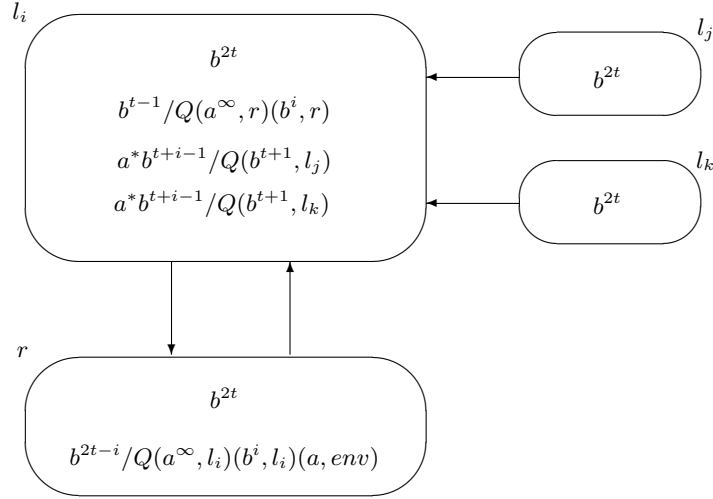 l_i
b^{2t}
b^{t-1}/Q(a^∞, r)(b^i, r)
a^*b^{t+i-1}/Q(b^{t+1}, l_j)
a^*b^{t+i-1}/Q(b^{t+1}, l_k)
l_j
b^{2t}
l_k
b^{2t}
r
b^{2t}
b^{2t-i}/Q(a^∞, l_i)(b^i, l_i)(a, env)